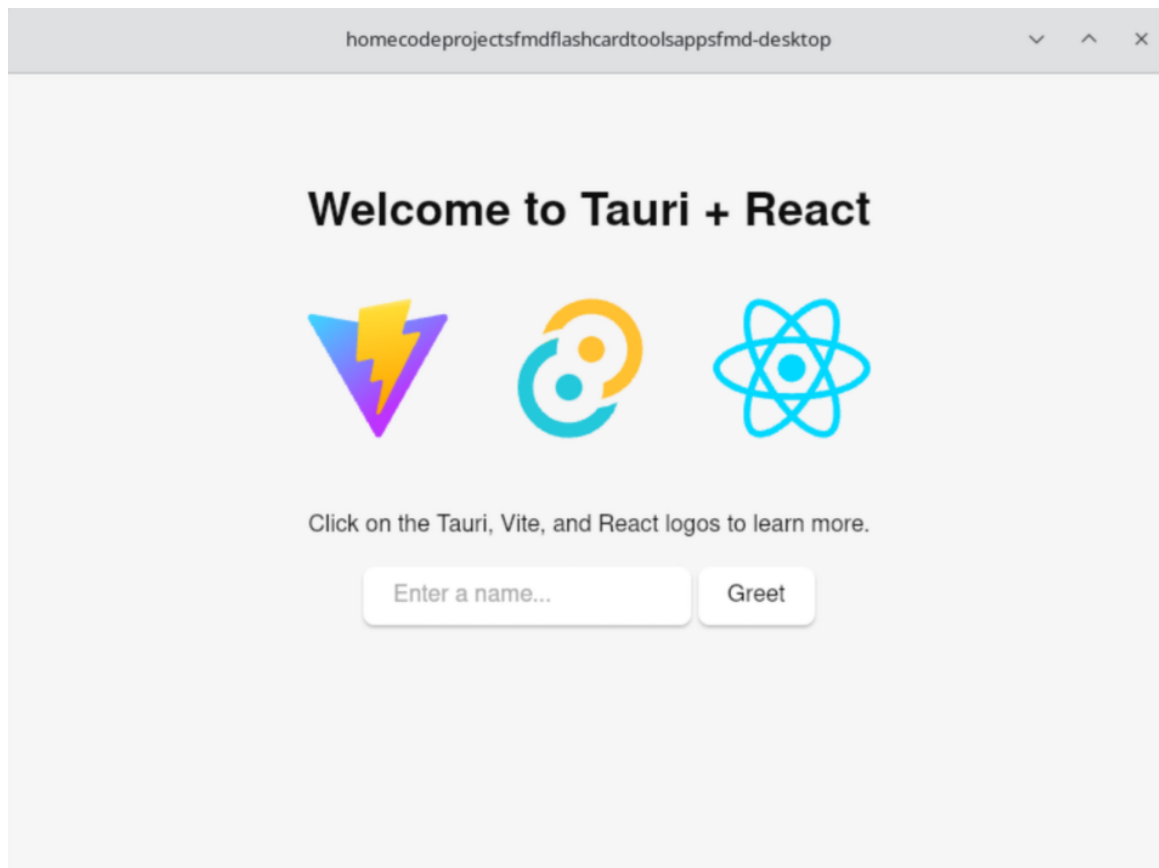 homecodeprojectsfmdflashcardtoolsappsfmd-desktop
Welcome to Tauri + React
Click on the Tauri, Vite, and React logos to learn more.
Enter a name...
Greet